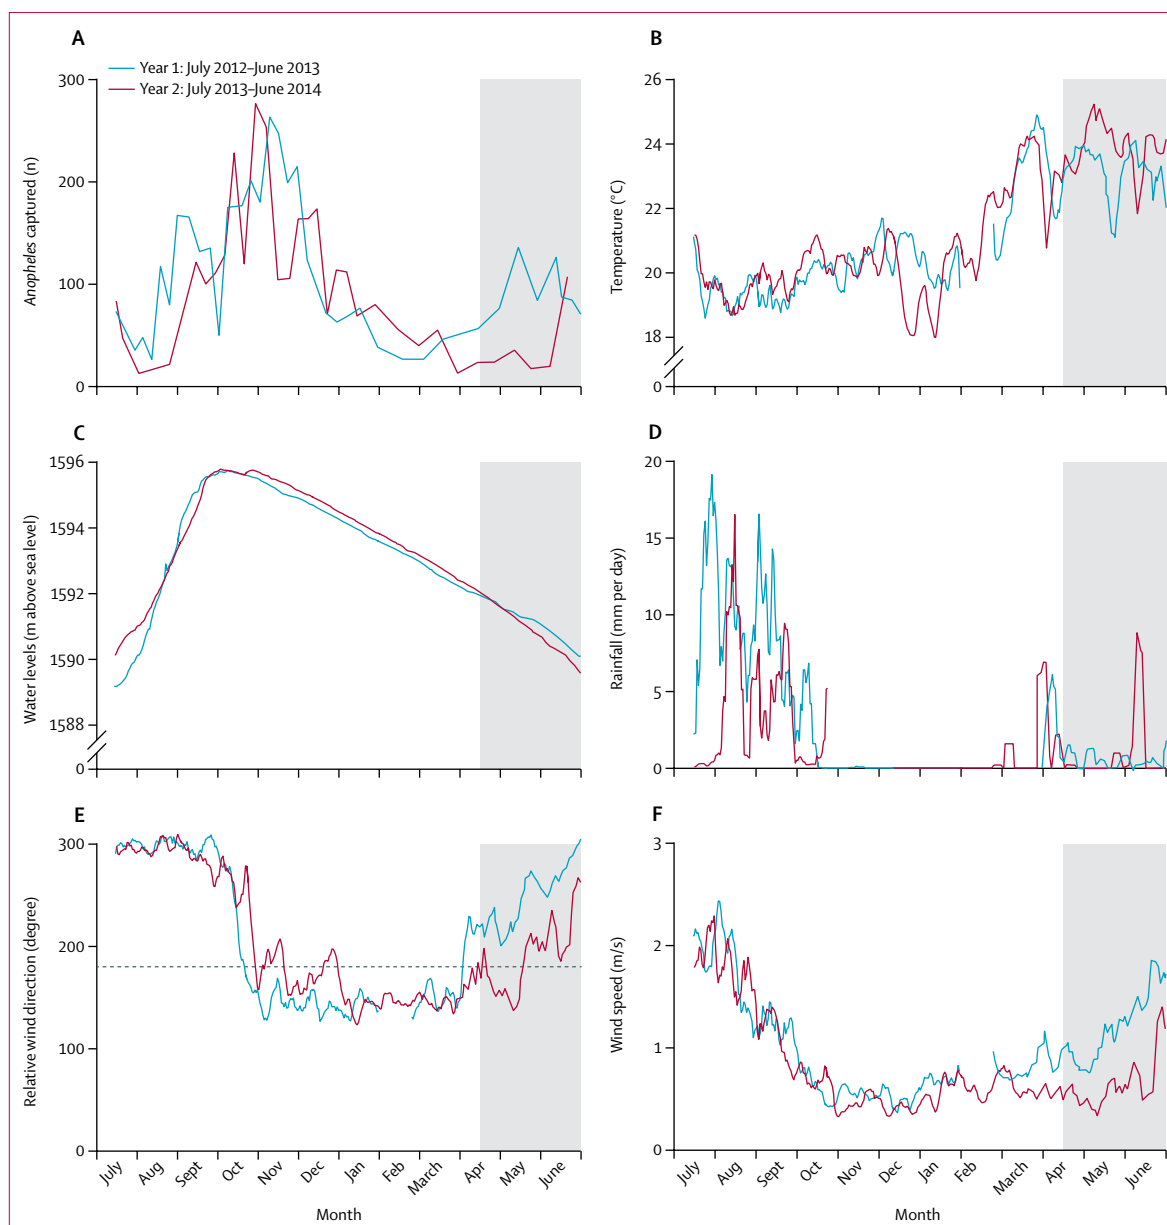 A
Year 1: July 2012–June 2013
Year 2: July 2013–June 2014
Anopheles captured (n)
300
200
100
0
B
Temperature (°C)
26
24
22
20
18
0
C
Water levels (m above sea level)
1596
1594
1592
1590
1588
0
D
Rainfall (mm per day)
20
15
10
5
0
E
Relative wind direction (degree)
300
200
100
0
July
Aug
Sept
Oct
Nov
Dec
Jan
Feb
March
Apr
May
June
Month
F
Wind speed (m/s)
3
2
1
0
July
Aug
Sept
Oct
Nov
Dec
Jan
Feb
March
Apr
May
June
Month